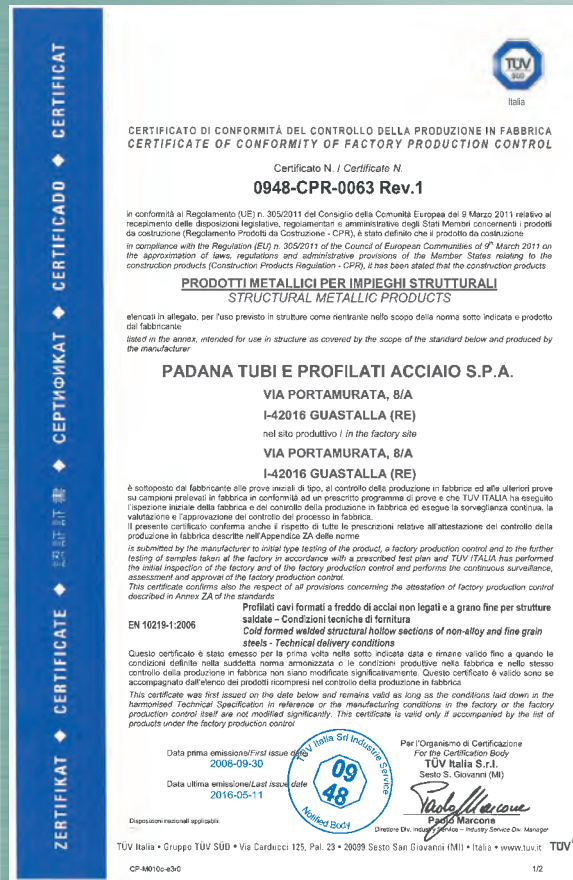 ZERTIFIKAT ◆ CERTIFICATE ◆ ◆ СЕРТИФИКАТ ◆ CERTIFICADO ◆ CERTIFICAT
TÜV
SÜD
Italia
CERTIFICATO DI CONFORMITÀ DEL CONTROLLO DELLA PRODUZIONE IN FABBRICA
CERTIFICATE OF CONFORMITY OF FACTORY PRODUCTION CONTROL
Certificato N. / Certificate N.
0948-CPR-0063 Rev.1
in conformità al Regolamento (UE) n. 305/2011 del Consiglio della Comunità Europea del 9 Marzo 2011 relativo al
recepimento delle disposizioni legislative, regolamentari e amministrative degli Stati Membri concernenti i prodotti
da costruzione (Regolamento Prodotti da Costruzione - CPR), è stato definito che il prodotto da costruzione
in compliance with the Regulation (EU) n. 305/2011 of the Council of European Communities of 9th March 2011 on
the approximation of laws, regulations and administrative provisions of the Member States relating to the
construction products (Construction Products Regulation - CPR), it has been stated that the construction products
PRODOTTI METALLICI PER IMPIEGHI STRUTTURALI
STRUCTURAL METALLIC PRODUCTS
elencati in allegato, per l'uso previsto in strutture come rientrante nello scopo della norma sotto indicata e prodotto
dal fabbricante
listed in the annex, intended for use in structure as covered by the scope of the standard below and produced by
the manufacturer
PADANA TUBI E PROFILATI ACCIAIO S.P.A.
VIA PORTAMURATA, 8/A
I-42016 GUASTALLA (RE)
nel sito produttivo / in the factory site
VIA PORTAMURATA, 8/A
I-42016 GUASTALLA (RE)
è sottoposto dal fabbricante alle prove iniziali di tipo, al controllo della produzione in fabbrica ed alle ulteriori prove
su campioni prelevati in fabbrica in conformità ad un prescritto programma di prove e che TUV ITALIA ha eseguito
l'ispezione iniziale della fabbrica e del controllo della produzione in fabbrica ed esegue la sorveglianza continua, la
valutazione e l'approvazione del controllo del processo in fabbrica.
Il presente certificato conferma anche il rispetto di tutte le prescrizioni relative all'attestazione del controllo della
produzione in fabbrica descritte nell'Appendice ZA delle norme
is submitted by the manufacturer to initial type testing of the product, a factory production control and to the further
testing of samples taken at the factory in accordance with a prescribed test plan and TUV ITALIA has performed
the initial inspection of the factory and of the factory production control and performs the continuous surveillance,
assessment and approval of the factory production control.
This certificate confirms also the respect of all provisions concerning the attestation of factory production control
described in Annex ZA of the standards
Profilati cavi formati a freddo di acciai non legati e a grano fine per strutture
EN 10219-1:2006 saldate – Condizioni tecniche di fornitura
Cold formed welded structural hollow sections of non-alloy and fine grain
steels - Technical delivery conditions
Questo certificato è stato emesso per la prima volta nelle sotto indicata data e rimane valido fino a quando le
condizioni definite nella suddetta norma armonizzata o le condizioni produttive nella fabbrica e nello stesso
controllo della produzione in fabbrica non siano modificate significativamente. Questo certificato è valido solo se
accompagnato dall'elenco dei prodotti ricompresi nel controllo della produzione in fabbrica
This certificate was first issued on the date below and remains valid as long as the conditions laid down in the
harmonised Technical Specification in reference or the manufacturing conditions in the factory or the factory
production control itself are not modified significantly. This certificate is valid only if accompanied by the list of
products under the factory production control
Data prima emissione/First issue date
2008-09-30
Data ultima emissione/Last issue date
2016-05-11
TÜV Italia Srl Industrie Service
09
48
Notified Body
Per l'Organismo di Certificazione
For the Certification Body
TÜV Italia S.r.l.
Sesto S. Giovanni (MI)
Paolo Marcone
Paolo Marcone
Direttore Div. Industry Service – Industry Service Div. Manager
Disposizioni nazionali applicabili:
TÜV Italia • Gruppo TÜV SÜD • Via Carducci 125, Pal. 23 • 20099 Sesto San Giovanni (MI) • Italia • www.tuv.it TÜV
CP-M010c-e3r0 1/2